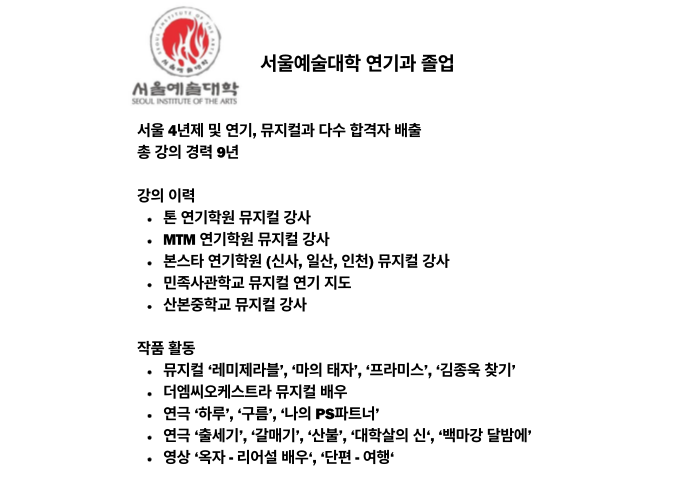 서울예술대학
SEOUL INSTITUTE OF THE ARTS
서울예술대학 연기과 졸업
서울 4년제 및 연기, 뮤지컬과 다수 합격자 배출
총 강의 경력 9년
강의 이력
• 톤 연기학원 뮤지컬 강사
• MTM 연기학원 뮤지컬 강사
• 본스타 연기학원 (신사, 일산, 인천) 뮤지컬 강사
• 민족사관학교 뮤지컬 연기 지도
• 산본중학교 뮤지컬 강사
작품 활동
• 뮤지컬 ‘레미제라블’, ‘마의 태자’, ‘프라미스’, ‘김종욱 찾기’
• 더엠씨오케스트라 뮤지컬 배우
• 연극 ‘하루’, ‘구름’, ‘나의 PS파트너’
• 연극 ‘출세기’, ‘갈매기’, ‘산불’, ‘대학살의 신‘, ‘백마강 달밤에’
• 영상 ‘옥자 - 리어설 배우‘, ‘단편 - 여행‘